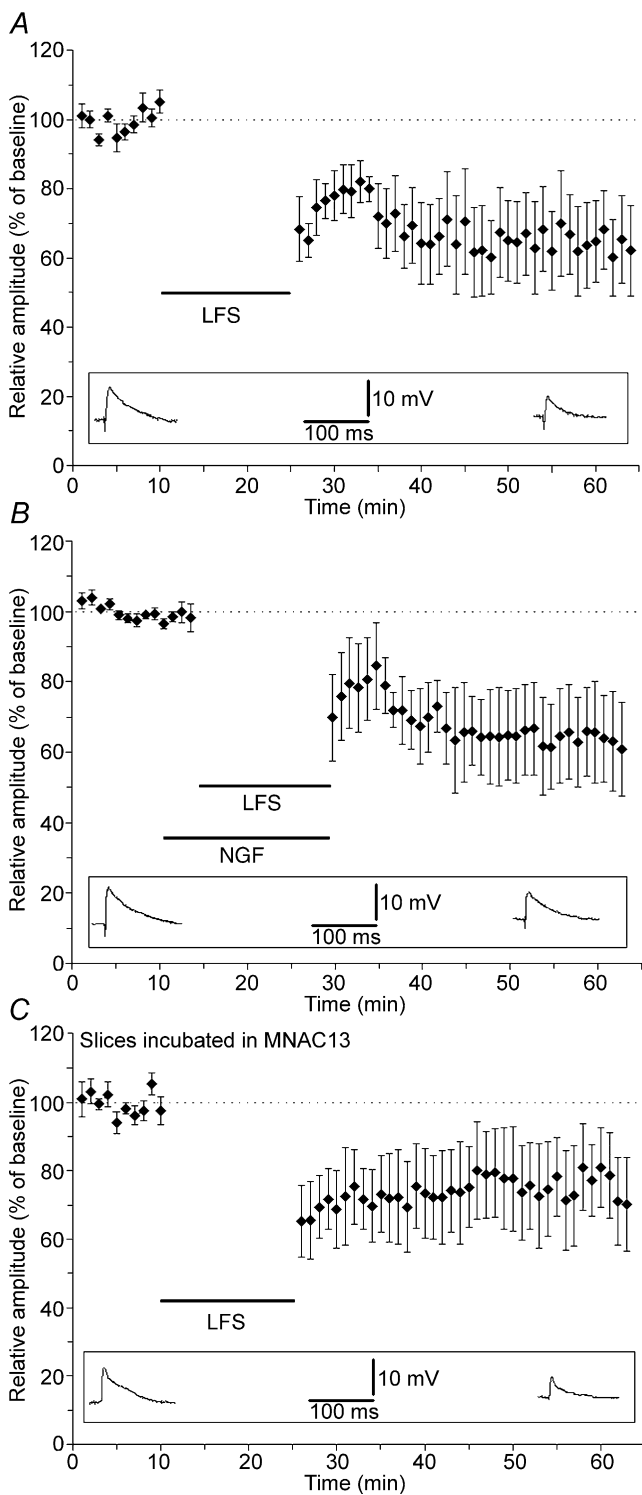 A
Relative amplitude (% of baseline)
120
100
80
60
40
20
0
LFS
10 mV
100 ms
0 10 20 30 40 50 60
Time (min)
B
Relative amplitude (% of baseline)
120
100
80
60
40
20
0
LFS
NGF
10 mV
100 ms
0 10 20 30 40 50 60
Time (min)
C
Slices incubated in MNAC13
Relative amplitude (% of baseline)
120
100
80
60
40
20
0
LFS
10 mV
100 ms
0 10 20 30 40 50 60
Time (min)